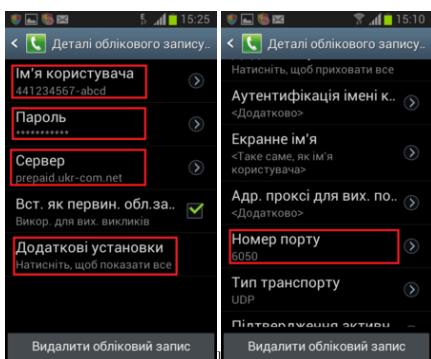 15:25
< Деталі облікового запису..
Ім'я користувача
441234567-abcd
Пароль
***********
Сервер
prepaid.ukr-com.net
Вст. як первин. обл.за..
Викор. для вих. викликів
Додаткові установки
Натисніть, щоб показати все
Видалити обліковий запис
15:10
< Деталі облікового запису..
Натисніть, щоб приховати все
Аутентифікація імені к..
<Додатково>
Екранне ім'я
<Таке саме, як ім'я
користувача>
Адр. проксі для вих. по..
<Додатково>
Номер порту
6050
Тип транспорту
UDP
Підтвердження активн
Видалити обліковий запис